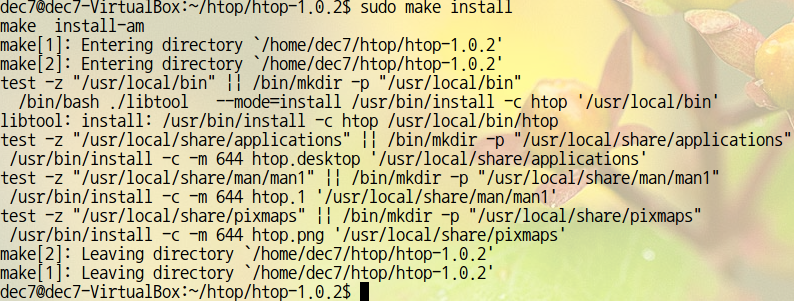 dec7@dec7-VirtualBox:~/htop/htop-1.0.2$ sudo make install
make  install-am
make[1]: Entering directory `/home/dec7/htop/htop-1.0.2'
make[2]: Entering directory `/home/dec7/htop/htop-1.0.2'
test -z "/usr/local/bin" || /bin/mkdir -p "/usr/local/bin"
  /bin/bash ./libtool   --mode=install /usr/bin/install -c htop '/usr/local/bin'
libtool: install: /usr/bin/install -c htop /usr/local/bin/htop
test -z "/usr/local/share/applications" || /bin/mkdir -p "/usr/local/share/applications"
 /usr/bin/install -c -m 644 htop.desktop '/usr/local/share/applications'
test -z "/usr/local/share/man/man1" || /bin/mkdir -p "/usr/local/share/man/man1"
 /usr/bin/install -c -m 644 htop.1 '/usr/local/share/man/man1'
test -z "/usr/local/share/pixmaps" || /bin/mkdir -p "/usr/local/share/pixmaps"
 /usr/bin/install -c -m 644 htop.png '/usr/local/share/pixmaps'
make[2]: Leaving directory `/home/dec7/htop/htop-1.0.2'
make[1]: Leaving directory `/home/dec7/htop/htop-1.0.2'
dec7@dec7-VirtualBox:~/htop/htop-1.0.2$